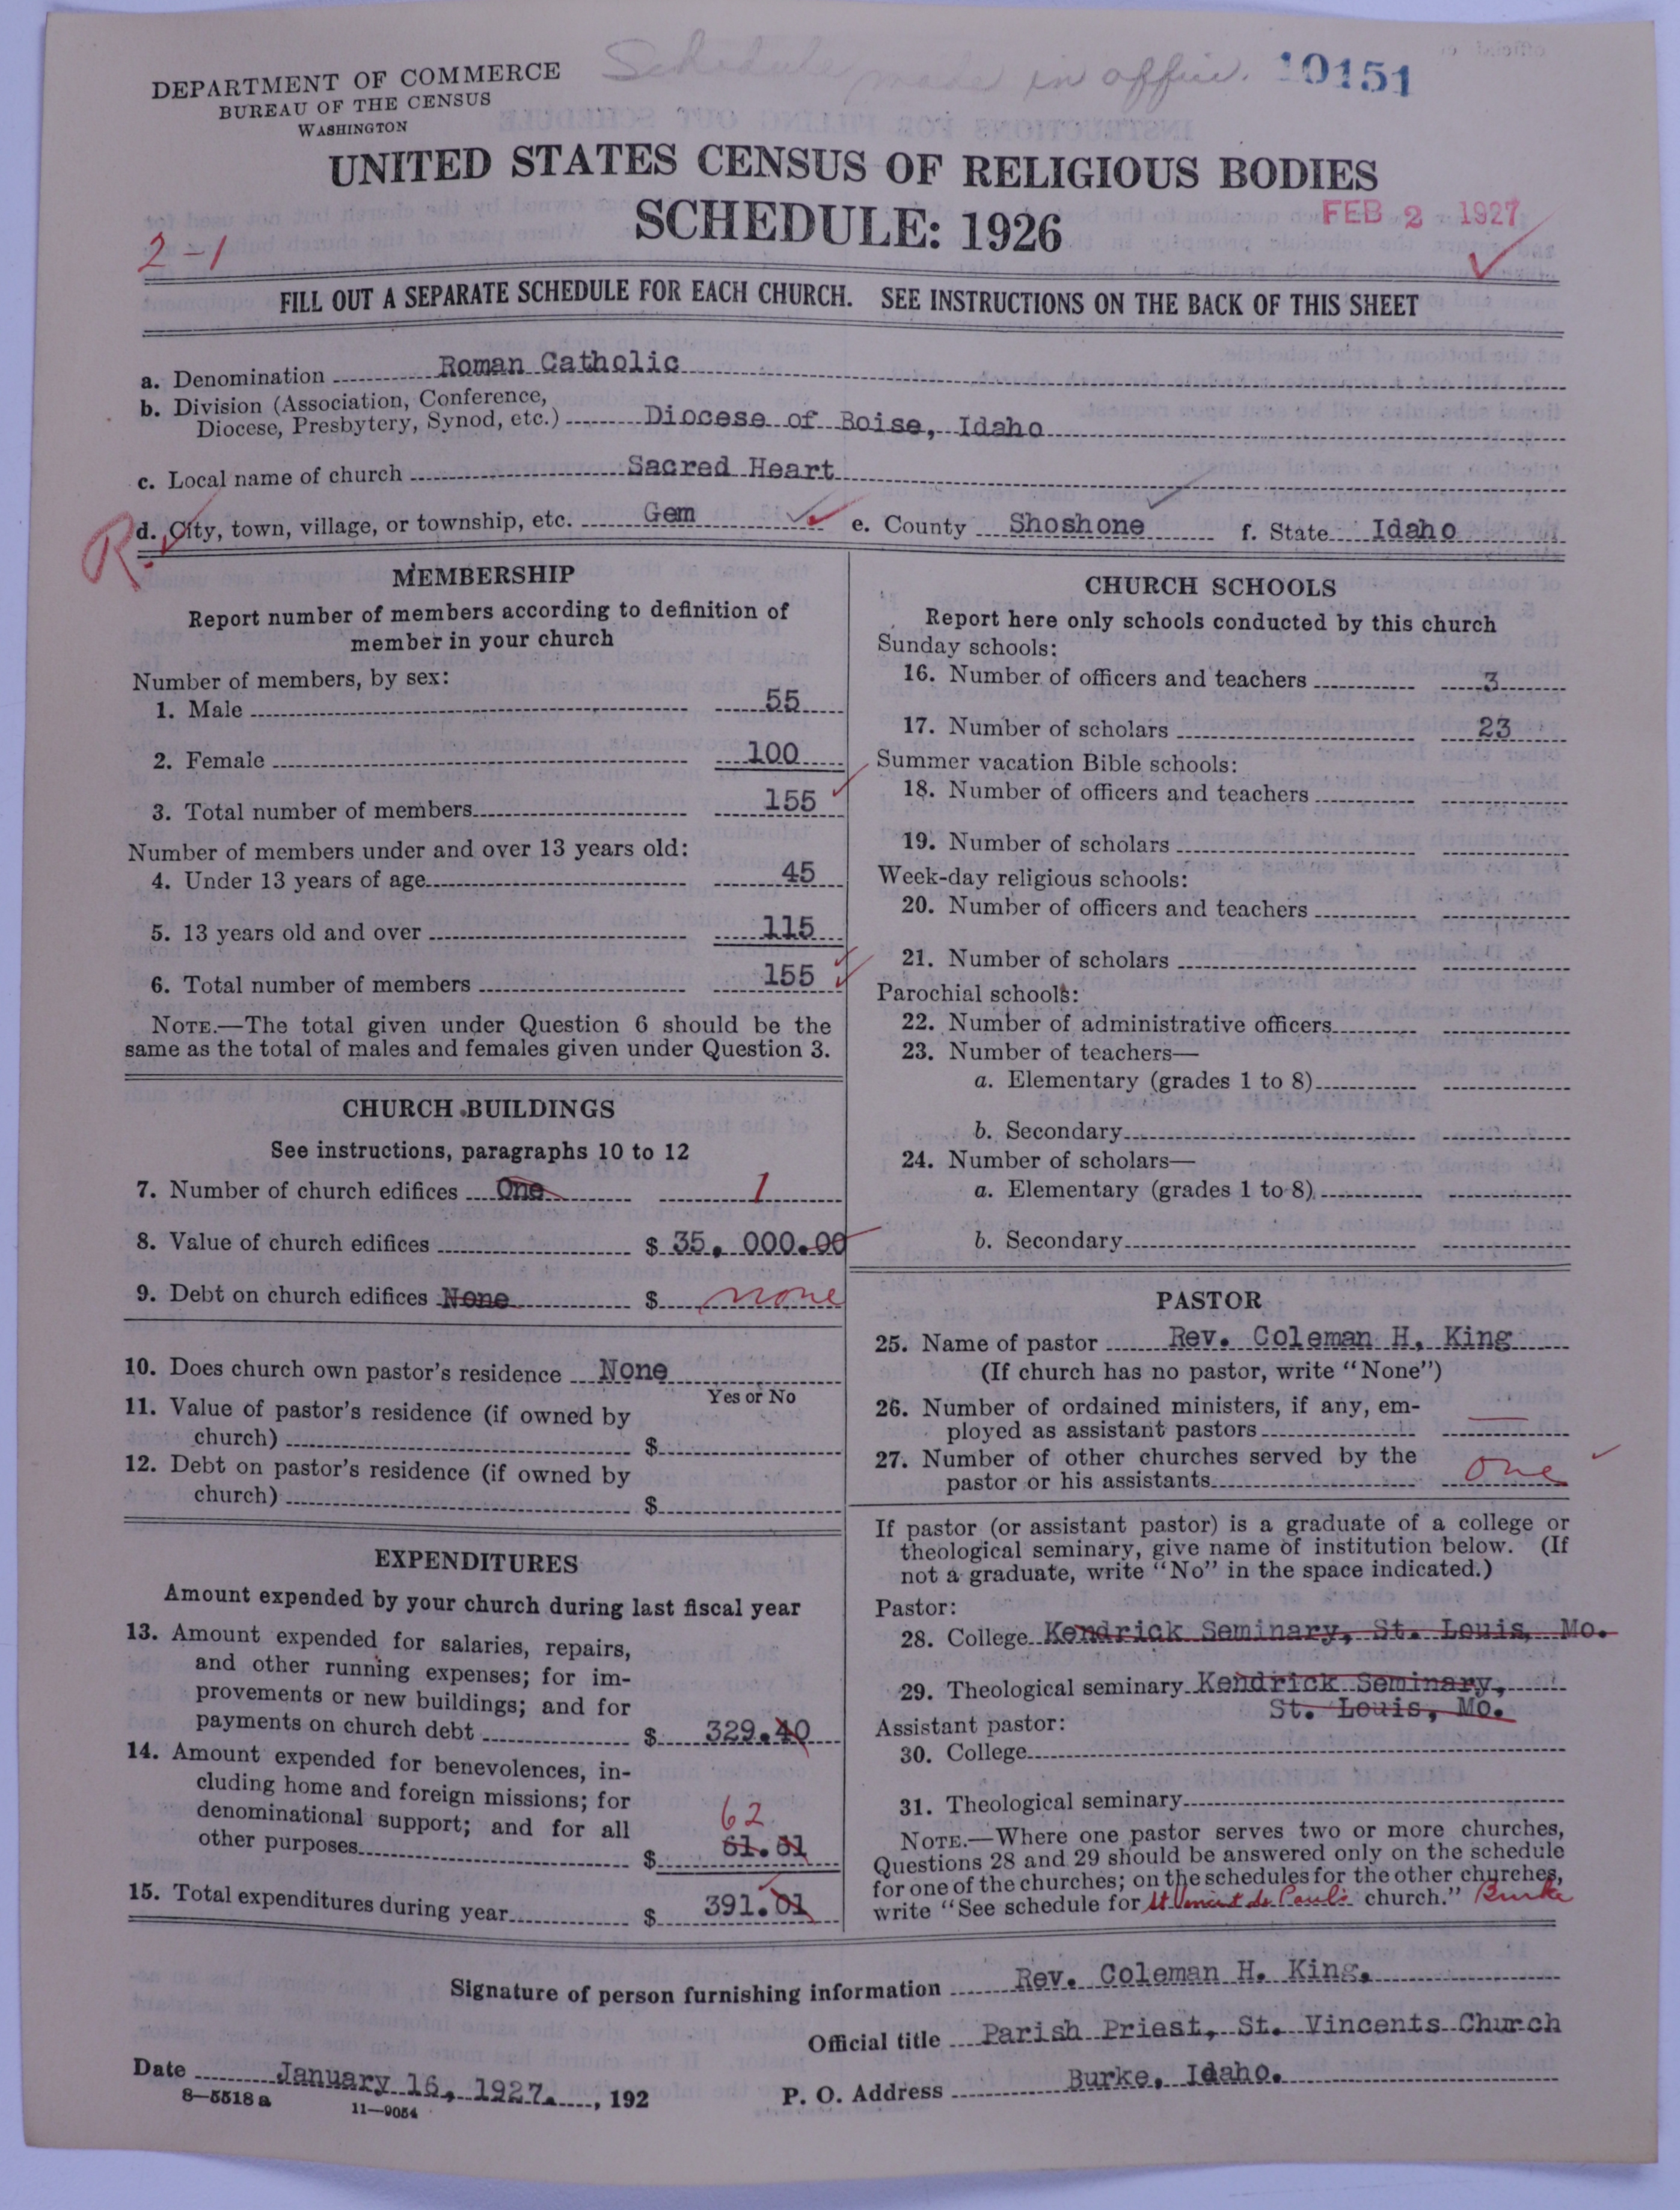 Schedule made in office. 10151
DEPARTMENT OF COMMERCE
BUREAU OF THE CENSUS
WASHINGTON
UNITED STATES CENSUS OF RELIGIOUS BODIES
SCHEDULE: 1926
FEB 2 1927
2-1
FILL OUT A SEPARATE SCHEDULE FOR EACH CHURCH. SEE INSTRUCTIONS ON THE BACK OF THIS SHEET
a. Denomination Roman Catholic
b. Division (Association, Conference,
Diocese, Presbytery, Synod, etc.) Diocese of Boise, Idaho
c. Local name of church Sacred Heart
R. d. City, town, village, or township, etc. Gem e. County Shoshone f. State Idaho
MEMBERSHIP
Report number of members according to definition of
member in your church
Number of members, by sex:
1. Male 55
2. Female 100
3. Total number of members 155
Number of members under and over 13 years old:
4. Under 13 years of age 45
5. 13 years old and over 115
6. Total number of members 155
NOTE.—The total given under Question 6 should be the
same as the total of males and females given under Question 3.
CHURCH BUILDINGS
See instructions, paragraphs 10 to 12
7. Number of church edifices One 1
8. Value of church edifices $ 35. 000.00
9. Debt on church edifices None $ none
10. Does church own pastor's residence None
Yes or No
11. Value of pastor's residence (if owned by
church) $
12. Debt on pastor's residence (if owned by
church) $
EXPENDITURES
Amount expended by your church during last fiscal year
13. Amount expended for salaries, repairs,
and other running expenses; for im-
provements or new buildings; and for
payments on church debt $ 329.40
14. Amount expended for benevolences, in-
cluding home and foreign missions; for
denominational support; and for all
62
other purposes $ 61.61
15. Total expenditures during year $ 391.01
CHURCH SCHOOLS
Report here only schools conducted by this church
Sunday schools:
16. Number of officers and teachers 3
17. Number of scholars 23
Summer vacation Bible schools:
18. Number of officers and teachers
19. Number of scholars
Week-day religious schools:
20. Number of officers and teachers
21. Number of scholars
Parochial schools:
22. Number of administrative officers
23. Number of teachers—
a. Elementary (grades 1 to 8)
b. Secondary
24. Number of scholars—
a. Elementary (grades 1 to 8)
b. Secondary
PASTOR
25. Name of pastor Rev. Coleman H. King
(If church has no pastor, write "None")
26. Number of ordained ministers, if any, em-
ployed as assistant pastors —
27. Number of other churches served by the
pastor or his assistants one
If pastor (or assistant pastor) is a graduate of a college or
theological seminary, give name of institution below. (If
not a graduate, write "No" in the space indicated.)
Pastor:
28. College Kendrick Seminary, St. Louis, Mo.
29. Theological seminary Kendrick Seminary,
St. Louis, Mo.
Assistant pastor:
30. College
31. Theological seminary
NOTE.—Where one pastor serves two or more churches,
Questions 28 and 29 should be answered only on the schedule
for one of the churches; on the schedules for the other churches,
write "See schedule for St Vincent de Paul's church." Burke
Signature of person furnishing information Rev. Coleman H. King.
Official title Parish Priest, St. Vincents Church
Date January 16, 1927. , 192 P. O. Address Burke, Idaho.
8—5518 a 11—9054